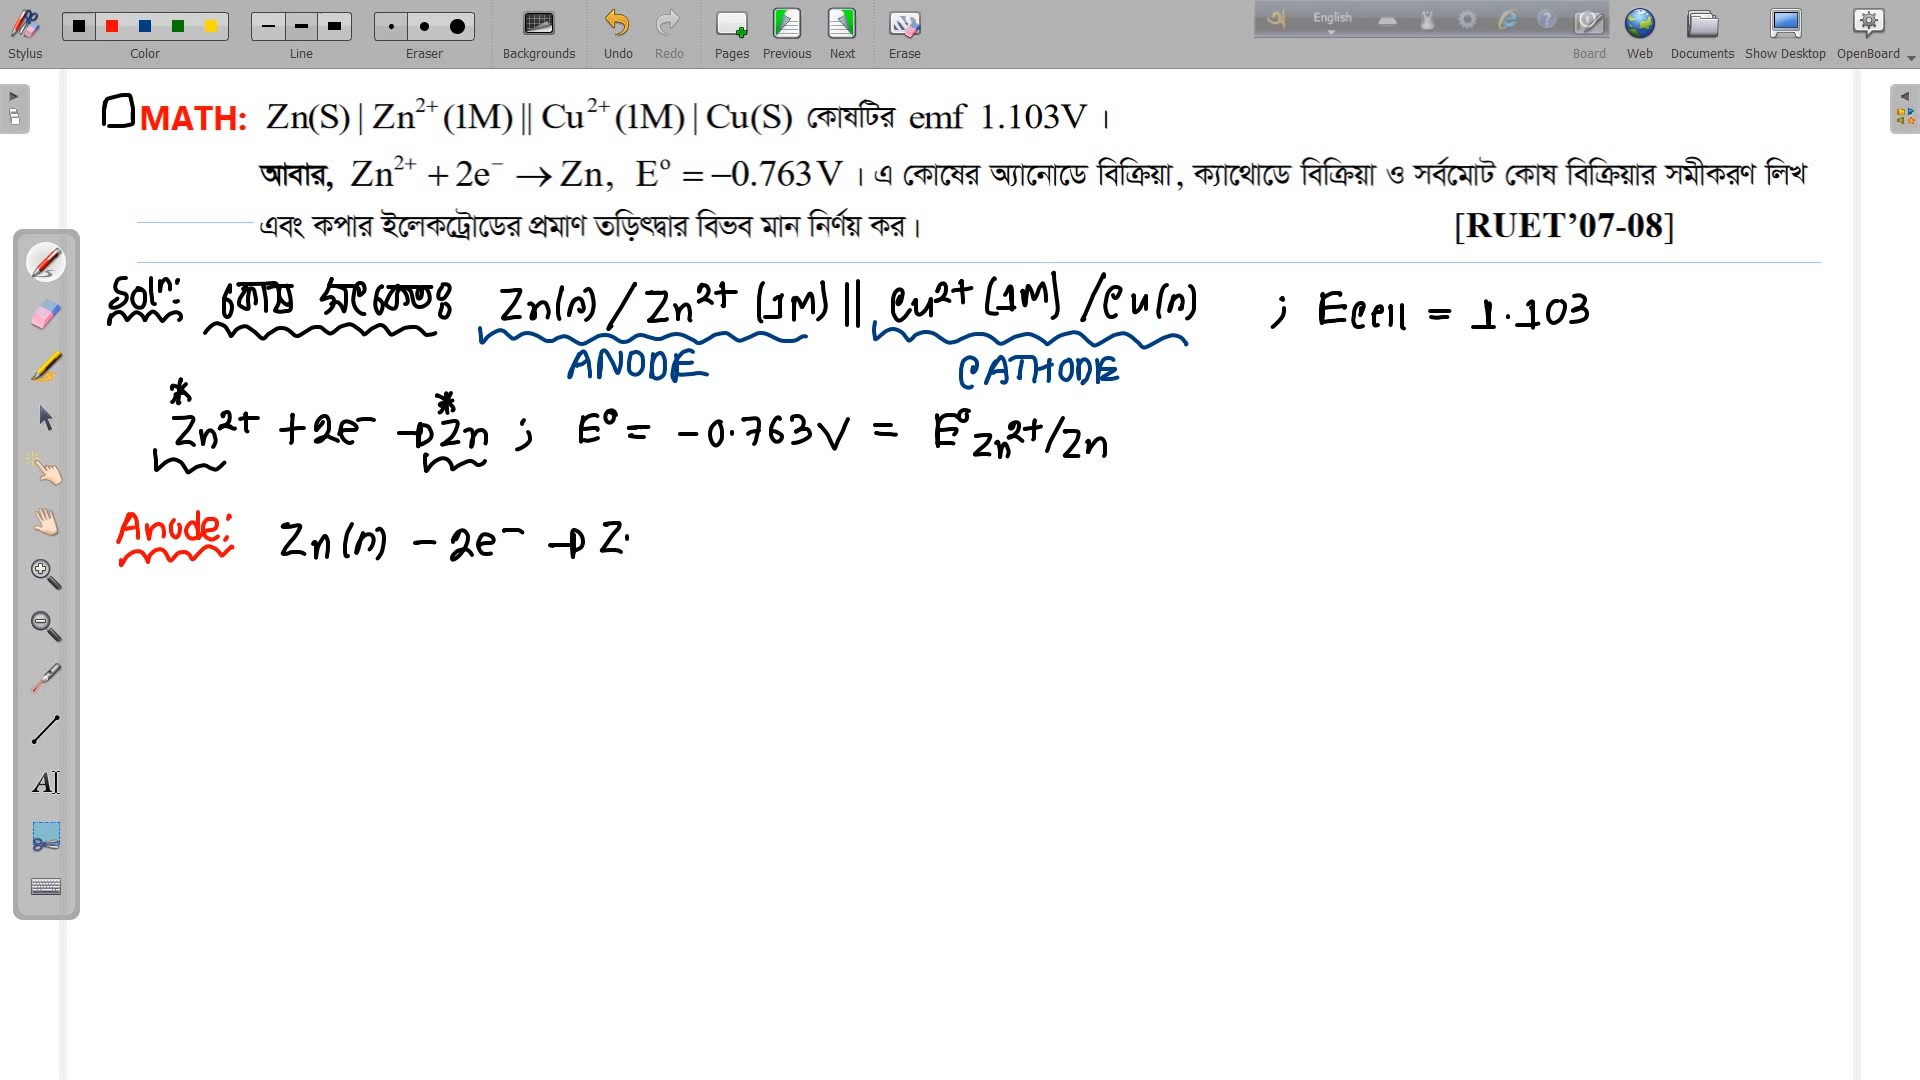 Stylus Color Line Eraser Backgrounds Undo Redo Pages Previous Next Erase English Board Web Documents Show Desktop OpenBoard
MATH: Zn(S) | Zn²⁺ (1M) || Cu²⁺ (1M) | Cu(S) কোষটির emf 1.103V ।
আবার, Zn²⁺ + 2e⁻ → Zn, E° = −0.763V । এ কোষের অ্যানোডে বিক্রিয়া, ক্যাথোডে বিক্রিয়া ও সর্বমোট কোষ বিক্রিয়ার সমীকরণ লিখ
এবং কপার ইলেকট্রোডের প্রমাণ তড়িৎদ্বার বিভব মান নির্ণয় কর। [RUET'07-08]
Solⁿ: কোষ সংকেতঃ Zn(s) / Zn²⁺ (1M) || Cu²⁺ (1M) / Cu(s) ; Ecell = 1.103
ANODE CATHODE
* *
Zn²⁺ + 2e⁻ → Zn ; E° = −0.763V = E° Zn²⁺/Zn
Anode: Zn(s) − 2e⁻ → Z